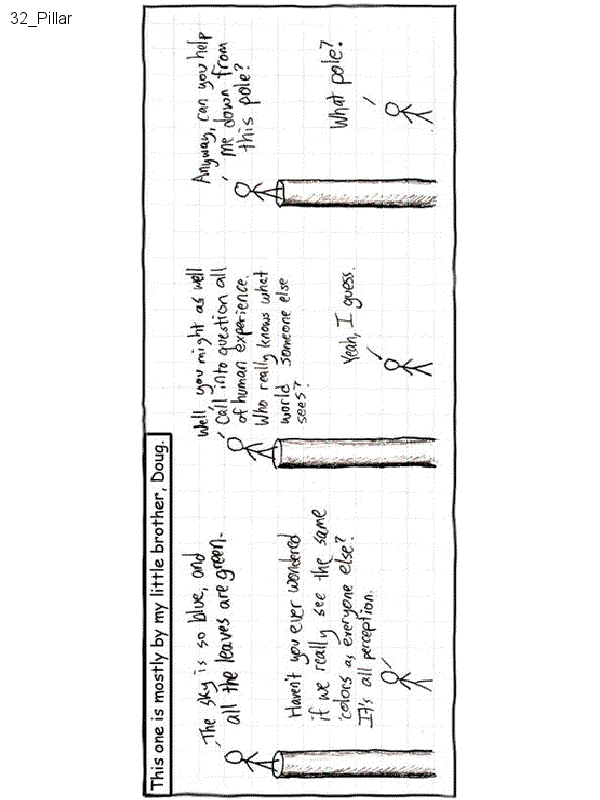 32_Pillar
This one is mostly by my little brother, Doug.
The sky is so blue, and
all the leaves are green.
Haven't you ever wondered
if we really see the same
colors as everyone else?
It's all perception.
Well, you might as well
call into question all
of human experience.
Who really knows what
world someone else
sees?
Yeah, I guess.
Anyway, can you help
me down from
this pole?
What pole?